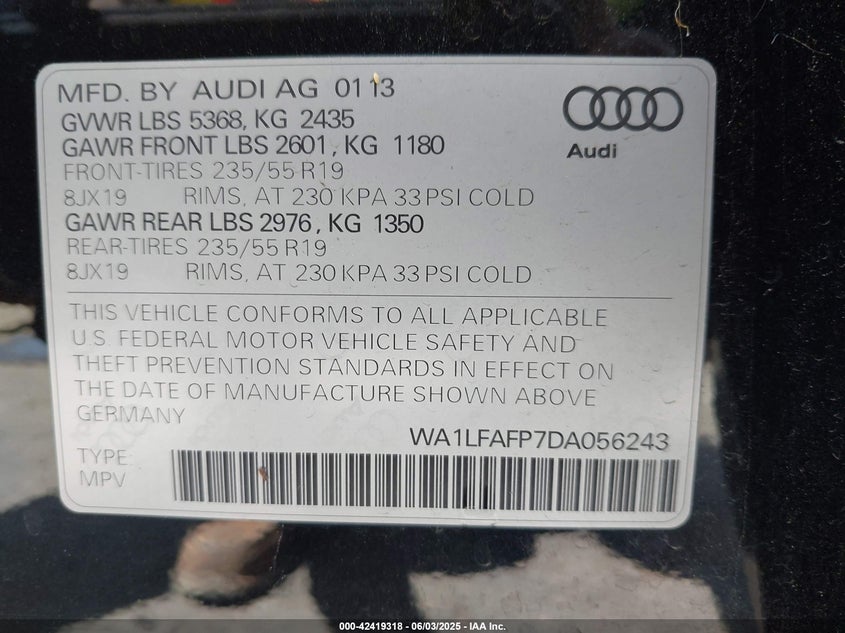 MFD. BY AUDI AG 01 13
GVWR LBS 5368, KG 2435
GAWR FRONT LBS 2601, KG 1180
FRONT-TIRES 235/55 R19
8JX19 RIMS, AT 230 KPA 33 PSI COLD
GAWR REAR LBS 2976, KG 1350
REAR-TIRES 235/55 R19
8JX19 RIMS, AT 230 KPA 33 PSI COLD
Audi
THIS VEHICLE CONFORMS TO ALL APPLICABLE
U.S. FEDERAL MOTOR VEHICLE SAFETY AND
THEFT PREVENTION STANDARDS IN EFFECT ON
THE DATE OF MANUFACTURE SHOWN ABOVE
GERMANY
WA1LFAFP7DA056243
TYPE:
MPV
000-42419318 - 06/03/2025 - IAA Inc.